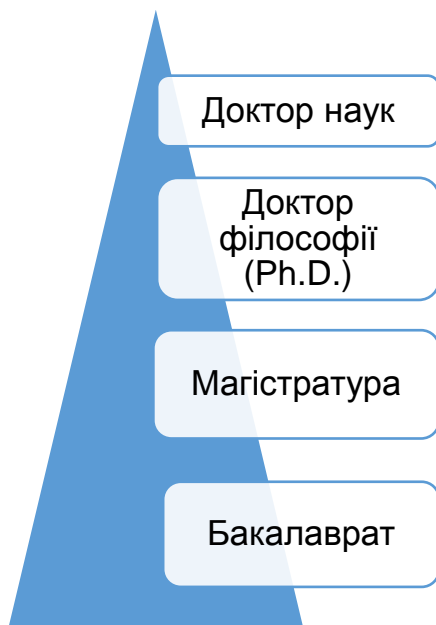 Доктор наук
Доктор
філософії
(Ph.D.)
Магістратура
Бакалаврат